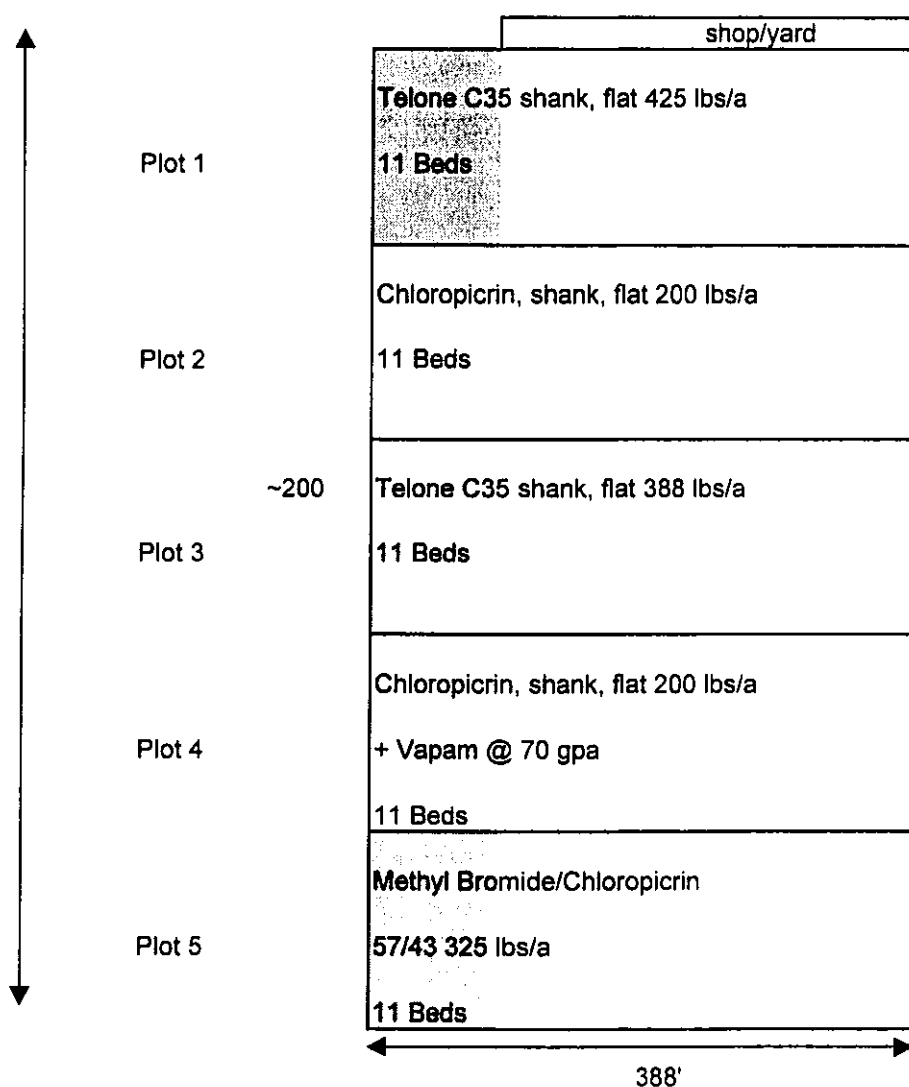 shop/yard
Telone C35 shank, flat 425 lbs/a
Plot 1
11 Beds
Chloropicrin, shank, flat 200 lbs/a
Plot 2
11 Beds
~200
Telone C35 shank, flat 388 lbs/a
Plot 3
11 Beds
Chloropicrin, shank, flat 200 lbs/a
Plot 4
+ Vapam @ 70 gpa
11 Beds
Methyl Bromide/Chloropicrin
Plot 5
57/43 325 lbs/a
11 Beds
388'